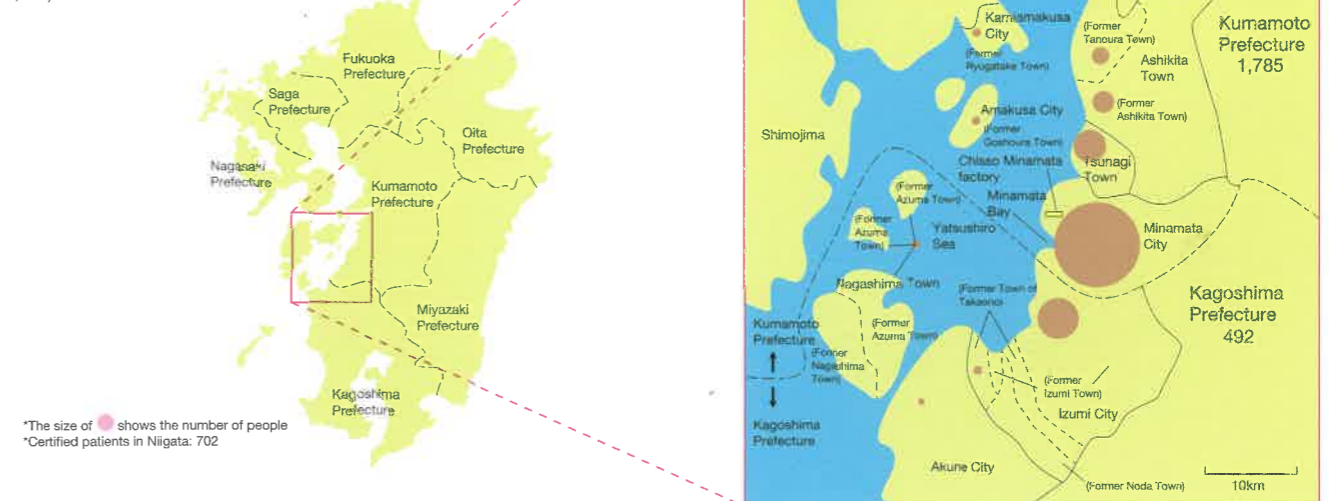 Fukuoka
Prefecture
Saga
Prefecture
Oita
Prefecture
Nagasaki
Prefecture
Kumamoto
Prefecture
Miyazaki
Prefecture
Kagoshima
Prefecture
*The size of shows the number of people
*Certified patients in Niigata: 702
Kamiamakusa
City
(Former
Ryugatake Town)
(Former
Tanoura Town)
Kumamoto
Prefecture
1,785
Ashikita
Town
(Former
Ashikita Town)
Amakusa City
(Former
Goshoura Town)
Shimojima
Chisso Minamata
factory
Tsunagi
Town
(Former
Azuma Town)
Minamata
Bay
(Former
Azuma
Town)
Yatsushiro
Sea
Minamata
City
Nagashima Town
(Former Town of
Takaono)
Kagoshima
Prefecture
492
Kumamoto
Prefecture
(Former
Azuma Town)
(Former
Nagashima
Town)
(Former
Izumi Town)
Izumi City
Kagoshima
Prefecture
Akune City
(Former Noda Town)
10km